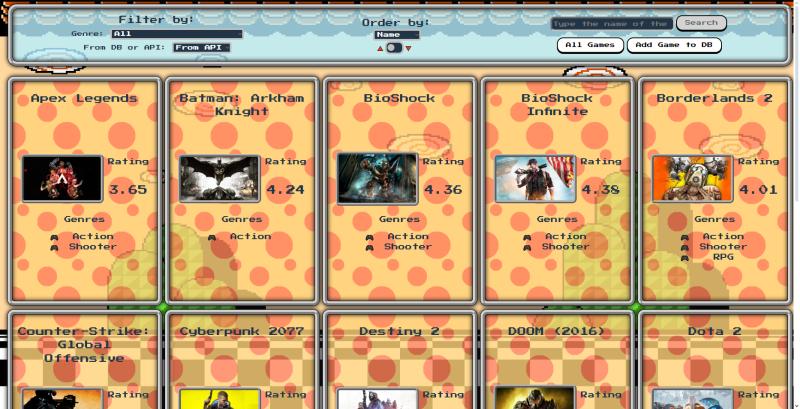 Filter by:
Genre: All
From DB or API: From API
Order by:
Name
Type the name of the
Search
All Games
Add Game to DB
Apex Legends
Rating
3.65
Genres
Action
Shooter
Batman: Arkham
Knight
Rating
4.24
Genres
Action
BioShock
Rating
4.36
Genres
Action
Shooter
BioShock
Infinite
Rating
4.38
Genres
Action
Shooter
Borderlands 2
Rating
4.01
Genres
Action
Shooter
RPG
Counter-Strike:
Global
Offensive
Rating
Cyberpunk 2077
Rating
Destiny 2
Rating
DOOM (2016)
Rating
Dota 2
Rating